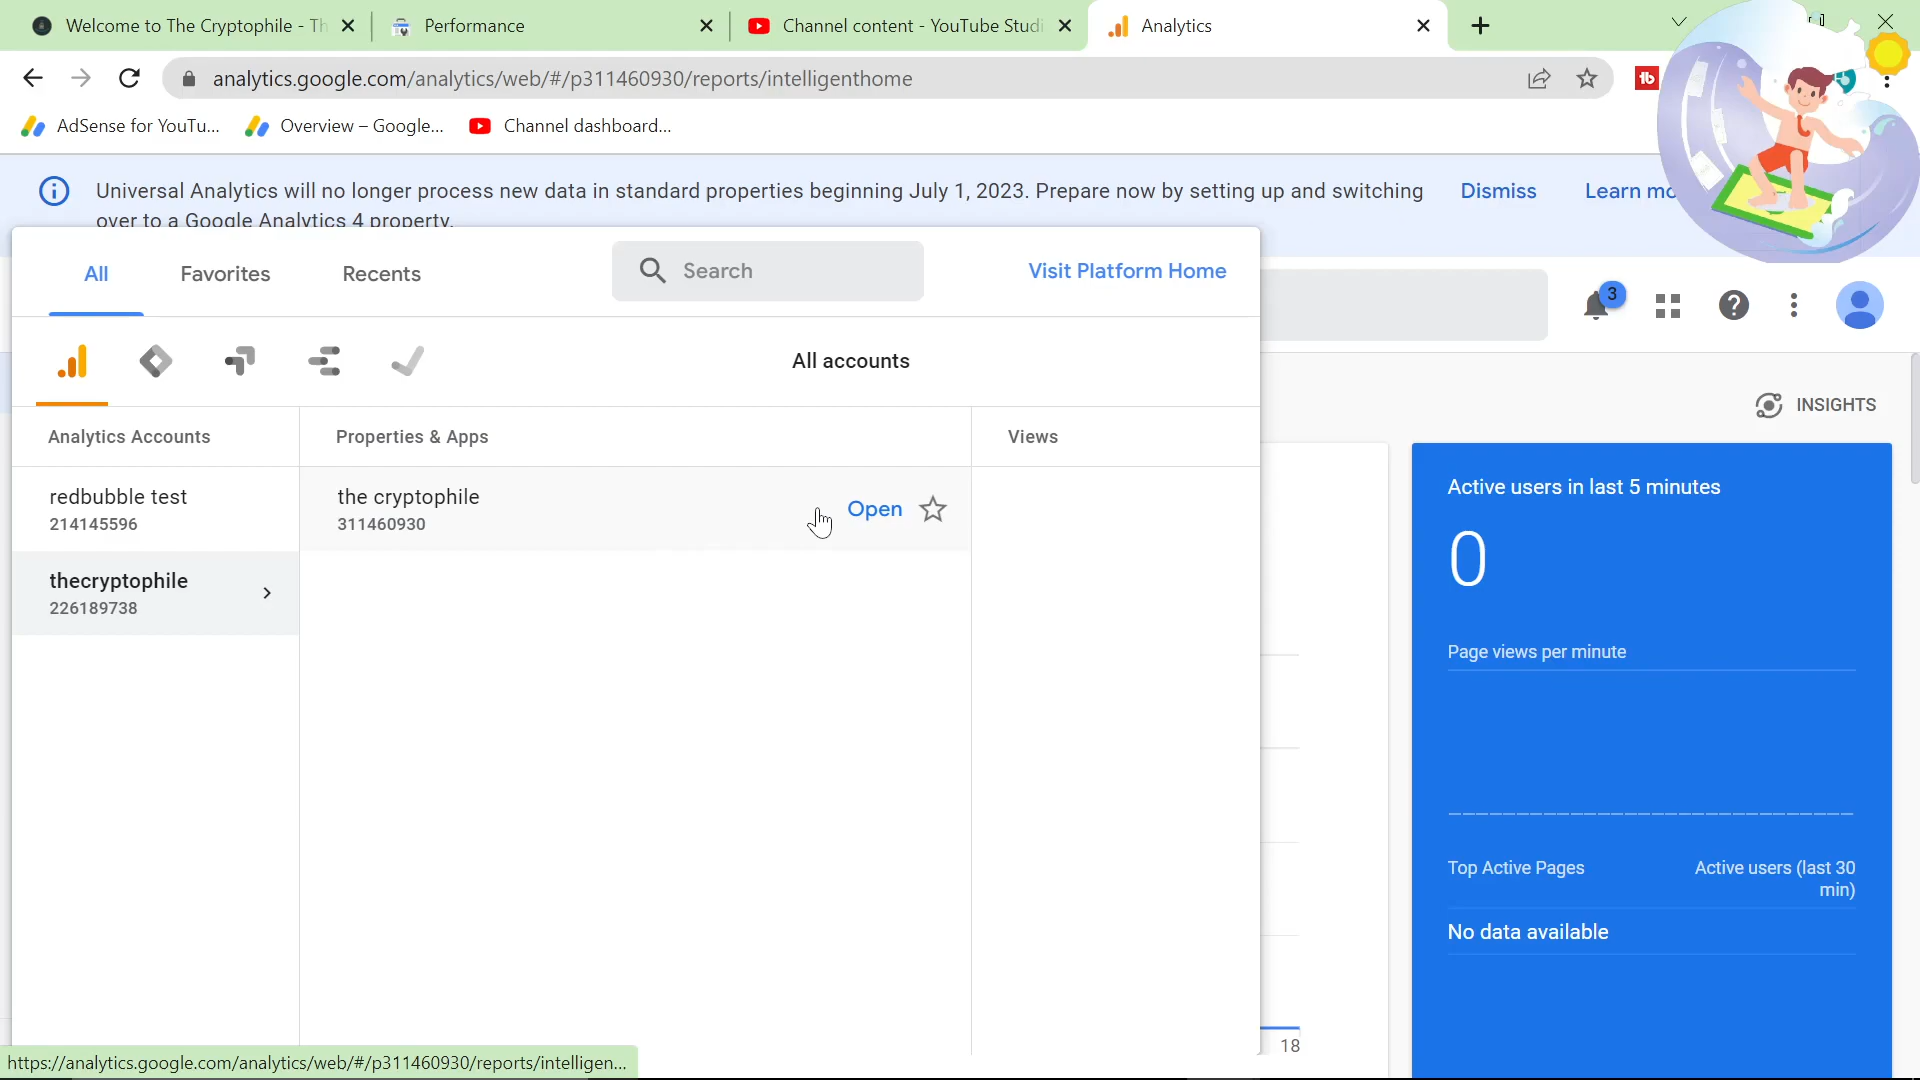 Welcome to The Cryptophile - Th
Performance
Channel content - YouTube Studi
Analytics
analytics.google.com/analytics/web/#/p311460930/reports/intelligenthome
1b
AdSense for YouTu...
Overview – Google...
Channel dashboard...
Universal Analytics will no longer process new data in standard properties beginning July 1, 2023. Prepare now by setting up and switching
over to a Google Analytics 4 property.
Dismiss
Learn mo
All
Favorites
Recents
Search
Visit Platform Home
3
All accounts
INSIGHTS
Analytics Accounts
Properties & Apps
Views
redbubble test
214145596
the cryptophile
311460930
Open
thecryptophile
226189738
Active users in last 5 minutes
0
Page views per minute
Top Active Pages
Active users (last 30
min)
No data available
18
https://analytics.google.com/analytics/web/#/p311460930/reports/intelligen...